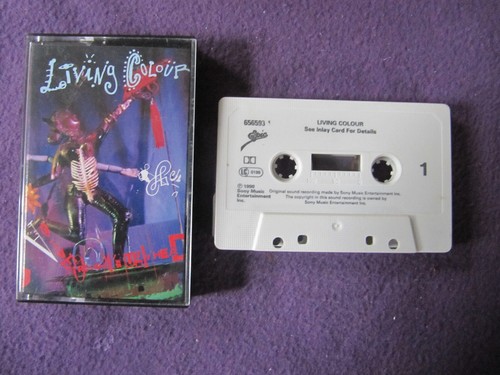 LIVING COLOUR
656593 1
LIVING COLOUR
See Inlay Card For Details
Epic
1
℗ 1990
Sony Music
Entertainment
Inc.
Original sound recording made by Sony Music Entertainment Inc.
The copyright in this sound recording is owned by
Sony Music Entertainment Inc.